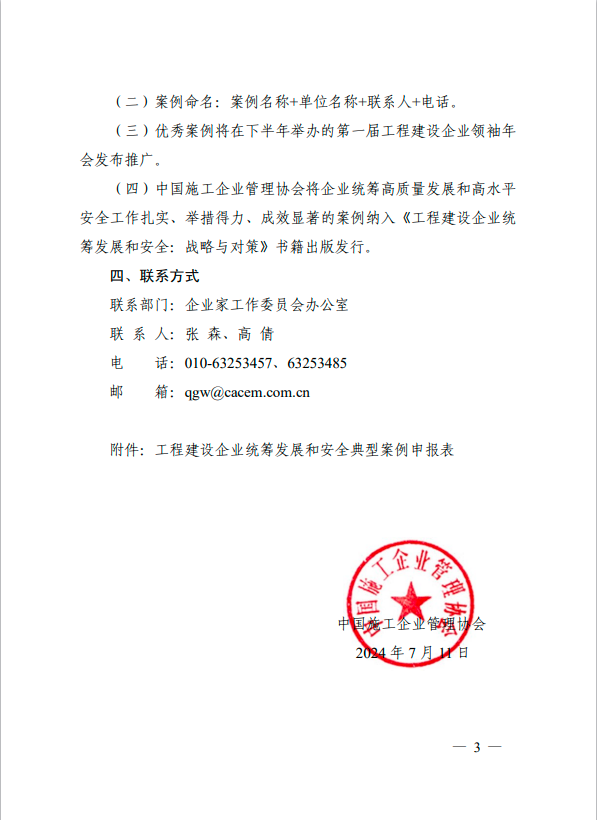 （二）案例命名：案例名称+单位名称+联系人+电话。
（三）优秀案例将在下半年举办的第一届工程建设企业领袖年
会发布推广。
（四）中国施工企业管理协会将企业统筹高质量发展和高水平
安全工作扎实、举措得力、成效显著的案例纳入《工程建设企业统
筹发展和安全：战略与对策》书籍出版发行。
四、联系方式
联系部门：企业家工作委员会办公室
联 系 人：张 森、高 倩
电 话：010-63253457、63253485
邮 箱：qgw@cacem.com.cn
附件：工程建设企业统筹发展和安全典型案例申报表
中国施工企业管理协会
中国施工企业管理协会
2024 年 7 月 11 日
— 3 —